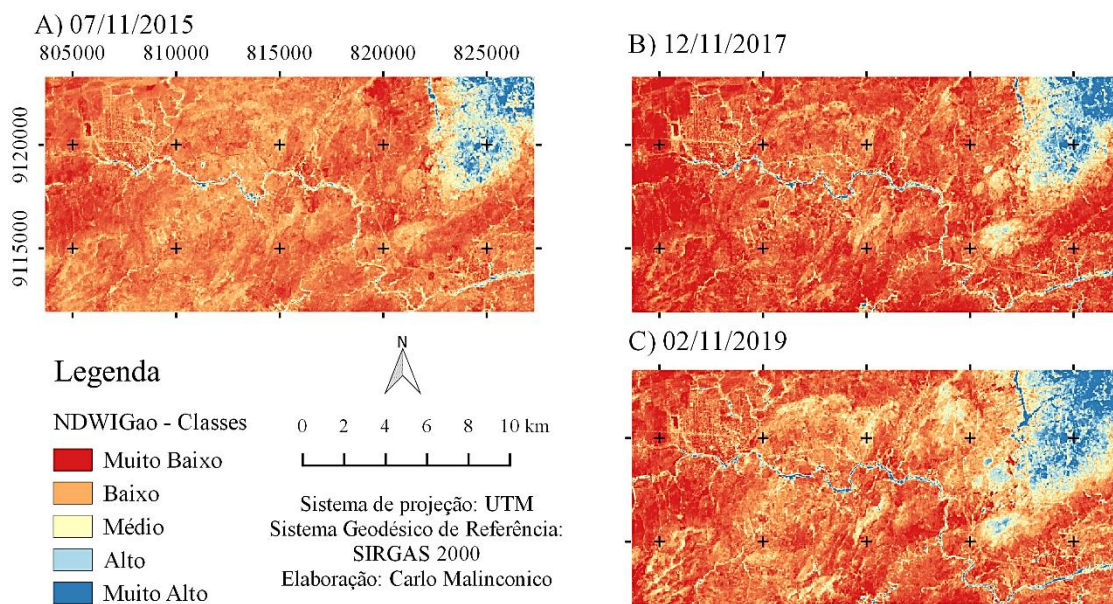 A) 07/11/2015
805000 810000 815000 820000 825000
9120000
9115000
B) 12/11/2017
C) 02/11/2019
Legenda
NDWIGao - Classes
Muito Baixo
Baixo
Médio
Alto
Muito Alto
N
0 2 4 6 8 10 km
Sistema de projeção: UTM
Sistema Geodésico de Referência:
SIRGAS 2000
Elaboração: Carlo Malinconico